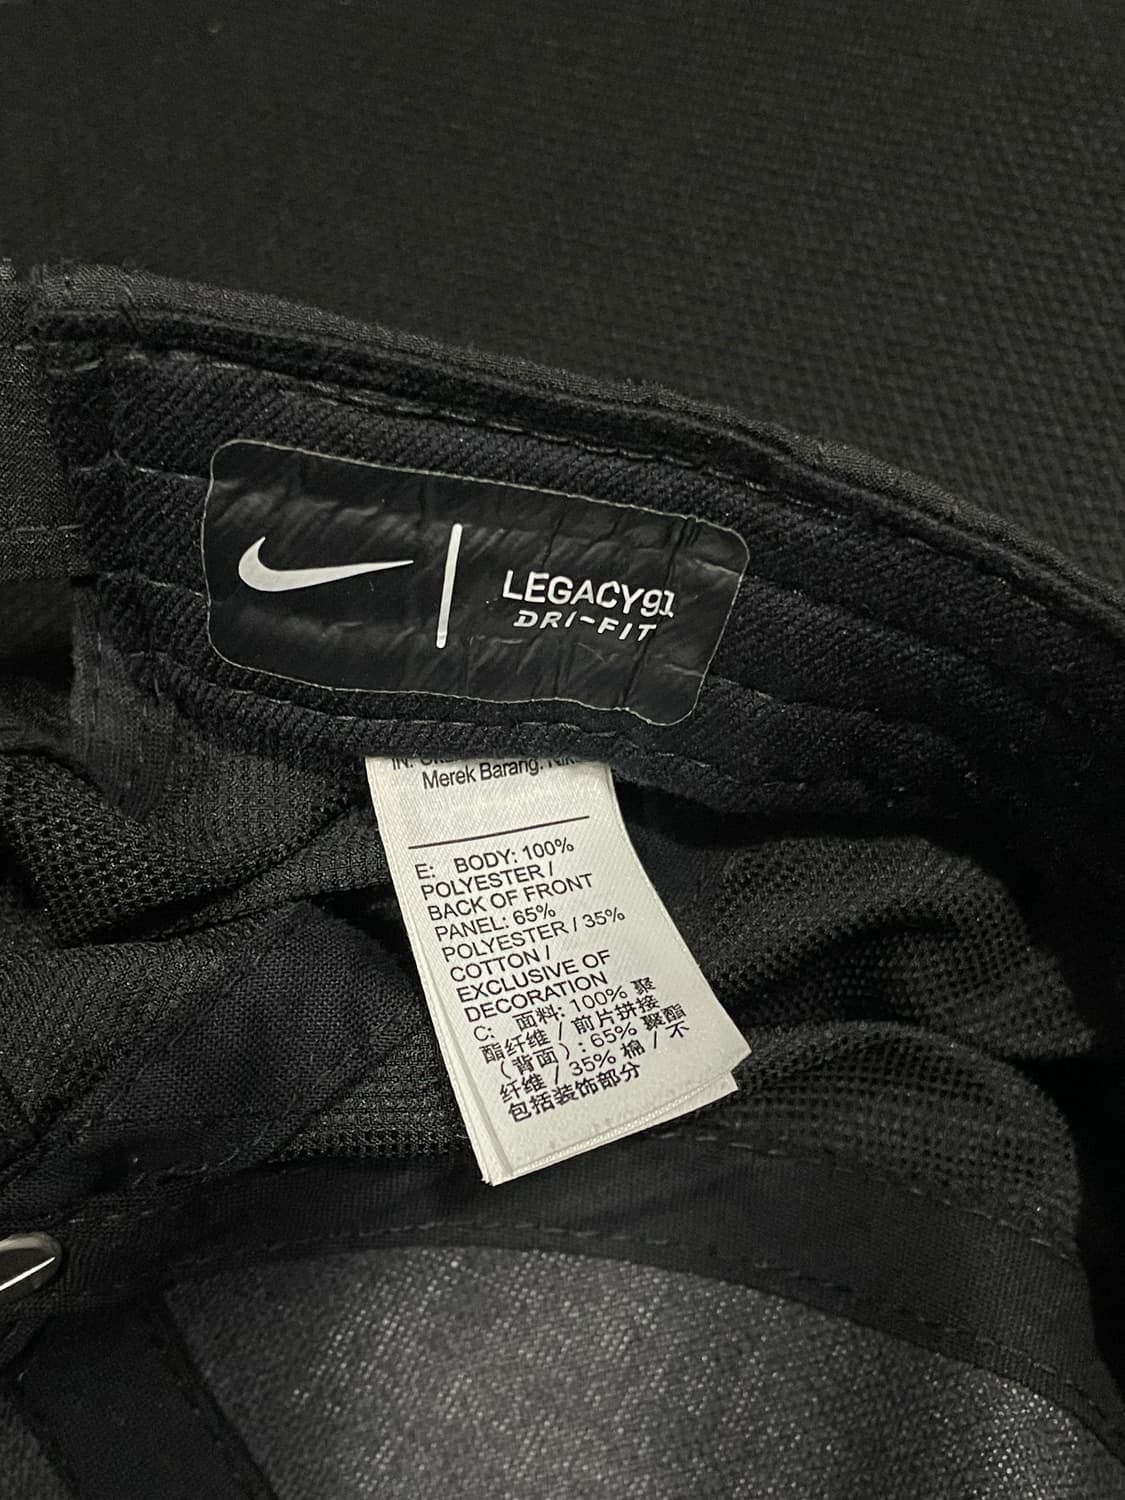 LEGACY91
DRI-FIT
IN:
Merek Barang:
E: BODY: 100%
POLYESTER /
BACK OF FRONT
PANEL: 65%
POLYESTER / 35%
COTTON /
EXCLUSIVE OF
DECORATION
C: 面料: 100% 聚
酯纤维 / 前片拼接
(背面) : 65% 聚酯
纤维 / 35% 棉 / 不
包括装饰部分